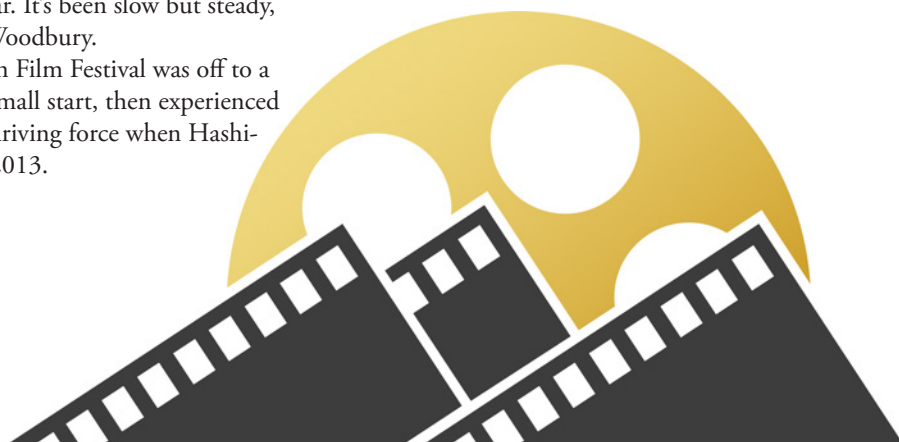 ar. It's been slow but steady,
Woodbury.
n Film Festival was off to a
mall start, then experienced
riving force when Hashi-
013.